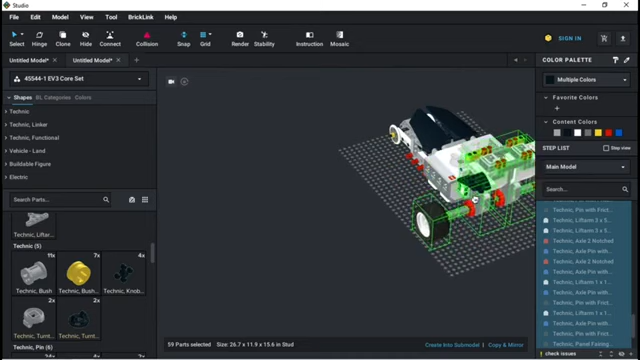 Studio
File Edit Model View Tool BrickLink Help
Select Hinge Clone Hide Connect Collision Snap Grid Render Stability Instruction Mosaic SIGN IN
Untitled Model* Untitled Model*
COLOR PALETTE
45544-1 EV3 Core Set
Multiple Colors
Shapes BL Categories Colors
Favorite Colors
+
Technic
Technic, Linker
Technic, Functional
Vehicle - Land
Buildable Figure
Electric
Content Colors
STEP LIST Step view
Main Model
Search Parts...
Search...
Technic, Liftar...
Technic (5)
11x 7x 4x
Technic, Bush Technic, Bush... Technic, Knob...
2x 2x
Technic, Turnt... Technic, Turnt...
Technic, Pin (6)
4x 2x 2x
Technic, Pin with Frict...
Technic, Liftarm 3 x 5...
Technic, Liftarm 3 x 5...
Technic, Axle 2 Notched
Technic, Axle Pin with...
Technic, Axle 2 Notched
Technic, Axle Pin with...
Technic, Pin with Frict...
Technic, Liftarm 1 x 1...
Technic, Pin with Frict...
Technic, Liftarm 1 x 1...
Technic, Axle Pin with...
Technic, Pin with Frict...
Technic, Panel Fairing...
59 Parts selected Size: 26.7 x 11.9 x 15.6 in Stud
Create Into Submodel Copy & Mirror
check issues